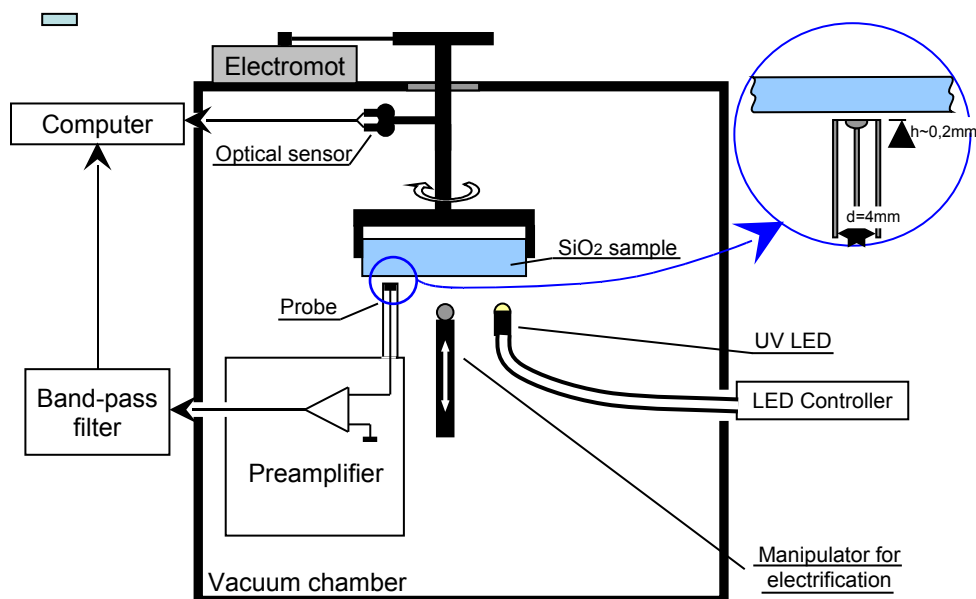 Electromot
Computer
Optical sensor
h~0,2mm
d=4mm
SiO2 sample
Probe
UV LED
Band-pass
filter
LED Controller
Preamplifier
Manipulator for
electrification
Vacuum chamber